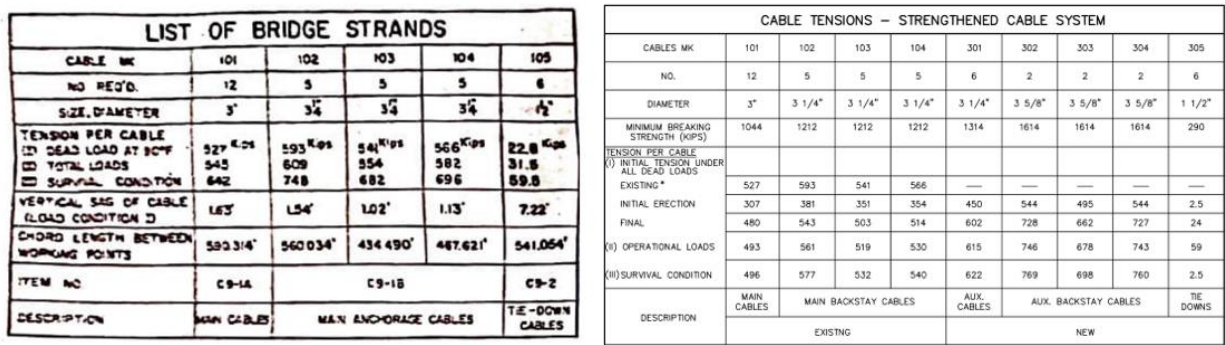 LIST OF BRIDGE STRANDS
CABLE MK 101 102 103 104 105
NO REQ'D. 12 5 5 5 6
SIZE, DIAMETER 3" 3¼" 3¼" 3¼"
TENSION PER CABLE
DEAD LOAD AT 90°F 527 Kips 593 Kips 541 Kips 566 Kips 22.8 Kips
TOTAL LOADS 545 609 554 582 31.5
SURVIVAL CONDITION 642 748 682 696 59.8
VERTICAL SAG OF CABLE
(LOAD CONDITION I) 1.63' 1.54' 1.02' 1.13' 7.22'
CHORD LENGTH BETWEEN
WORKING POINTS 560.034' 434.490' 467.621' 541.054'
ITEM NO. C9-1A C9-1B C9-2
DESCRIPTION MAIN CABLES MAIN ANCHORAGE CABLES TIE-DOWN
CABLES
CABLE TENSIONS – STRENGTHENED CABLE SYSTEM
CABLES MK 101 102 103 104 301 302 303 304 305
NO. 12 5 5 5 6 2 2 2 6
DIAMETER 3" 3 1/4" 3 1/4" 3 1/4" 3 1/4" 3 5/8" 3 5/8" 3 5/8" 1 1/2"
MINIMUM BREAKING
STRENGTH (KIPS) 1044 1212 1212 1212 1314 1614 1614 1614 290
TENSION PER CABLE
(I) INITIAL TENSION UNDER
ALL DEAD LOADS
EXISTING* 527 593 541 566 — — — — —
INITIAL ERECTION 307 381 351 354 450 544 495 544 2.5
FINAL 480 543 503 514 602 728 662 727 24
(II) OPERATIONAL LOADS 493 561 519 530 615 746 678 743 59
(III) SURVIVAL CONDITION 496 577 532 540 622 769 698 760 2.5
DESCRIPTION MAIN
CABLES MAIN BACKSTAY CABLES AUX.
CABLES AUX. BACKSTAY CABLES TIE
DOWNS
EXISTNG NEW